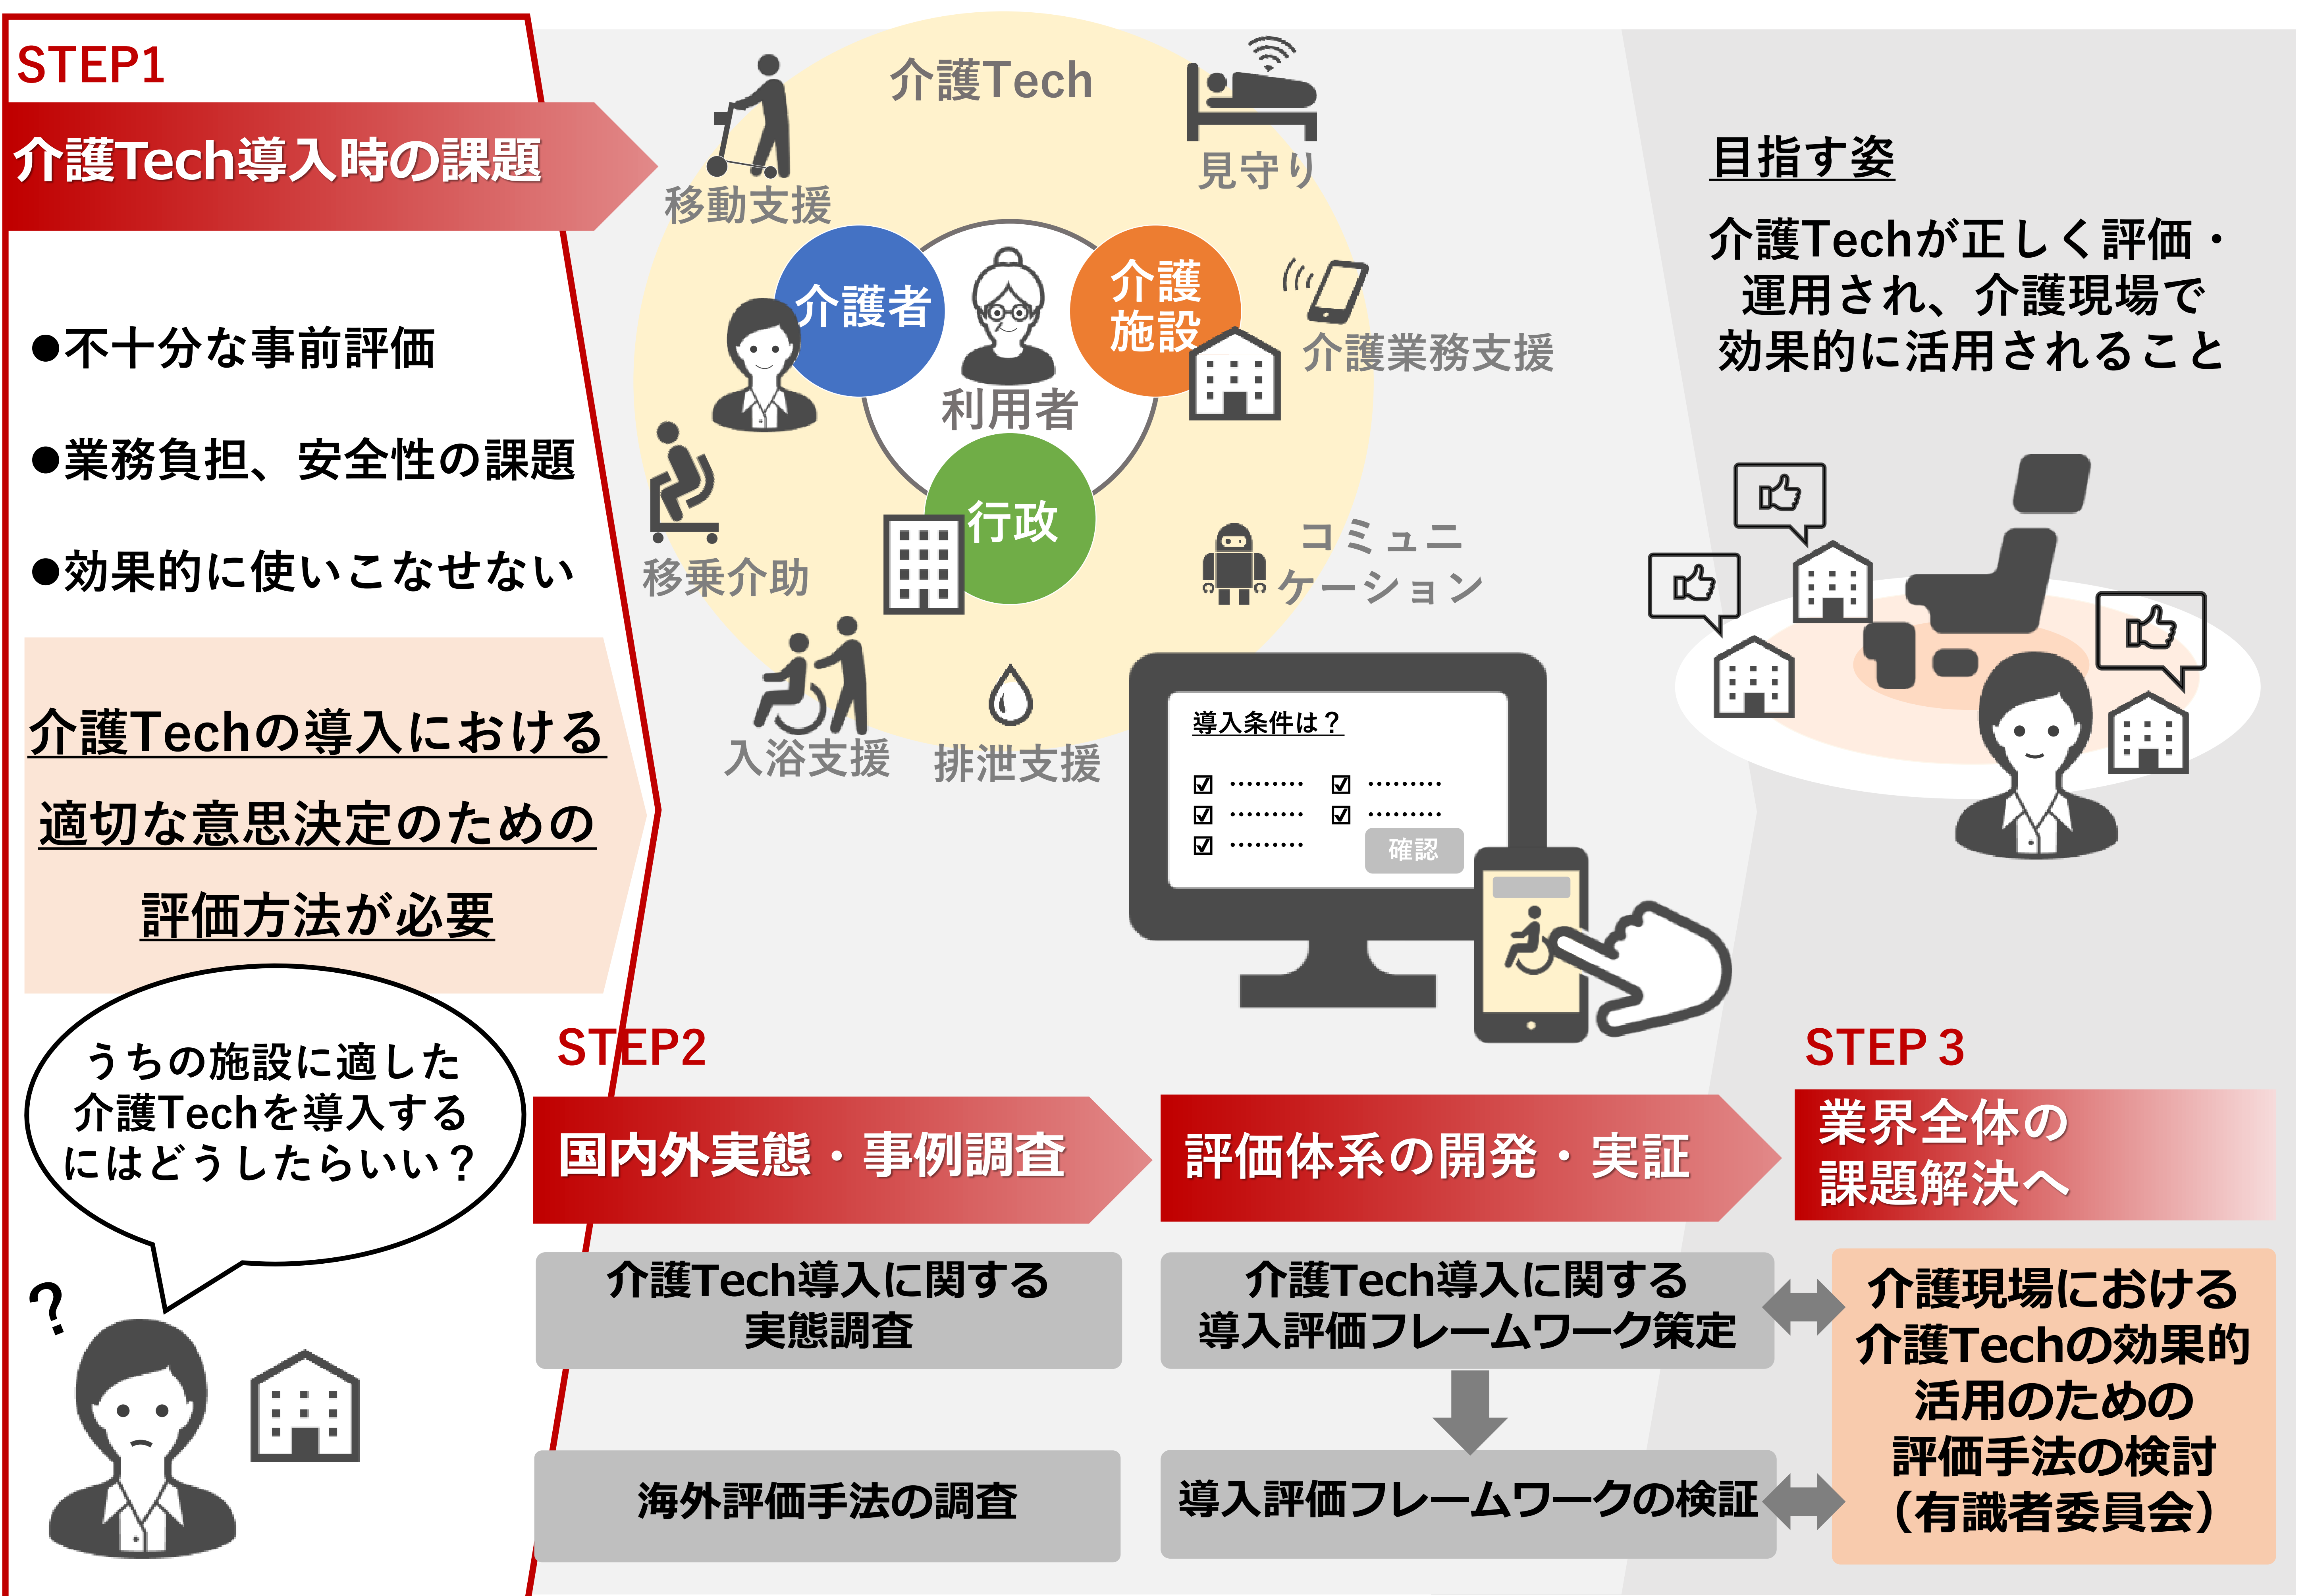 STEP1
介護Tech導入時の課題
●不十分な事前評価
●業務負担、安全性の課題
●効果的に使いこなせない
介護Techの導入における
適切な意思決定のための
評価方法が必要
うちの施設に適した
介護Techを導入する
にはどうしたらいい？
?
介護Tech
移動支援
見守り
介護者
介護
施設
利用者
行政
介護業務支援
移乗介助
コミュニ
ケーション
入浴支援
排泄支援
導入条件は？
☑ ・・・・・・・・・ ☑ ・・・・・・・・・
☑ ・・・・・・・・・ ☑ ・・・・・・・・・
☑ ・・・・・・・・・
確認
目指す姿
介護Techが正しく評価・
運用され、介護現場で
効果的に活用されること
STEP2
国内外実態・事例調査
介護Tech導入に関する
実態調査
海外評価手法の調査
評価体系の開発・実証
介護Tech導入に関する
導入評価フレームワーク策定
導入評価フレームワークの検証
STEP３
業界全体の
課題解決へ
介護現場における
介護Techの効果的
活用のための
評価手法の検討
（有識者委員会）